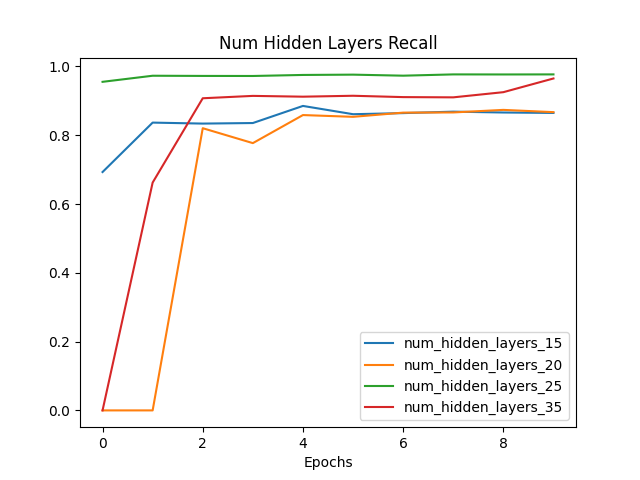 Num Hidden Layers Recall
1.0
0.8
0.6
0.4
0.2
0.0
num_hidden_layers_15
num_hidden_layers_20
num_hidden_layers_25
num_hidden_layers_35
0 2 4 6 8
Epochs